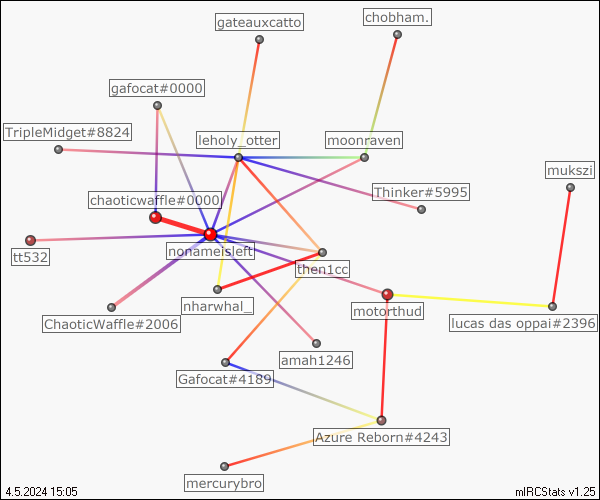 gateauxcatto
chobham.
gafocat#0000
TripleMidget#8824
leholy_otter
moonraven
mukszi
Thinker#5995
chaoticwaffle#0000
nonameisleft
tt532
then1cc
nharwhal_
motorthud
ChaoticWaffle#2006
lucas das oppai#2396
amah1246
Gafocat#4189
Azure Reborn#4243
mercurybro
4.5.2024 15:05
mIRCStats v1.25